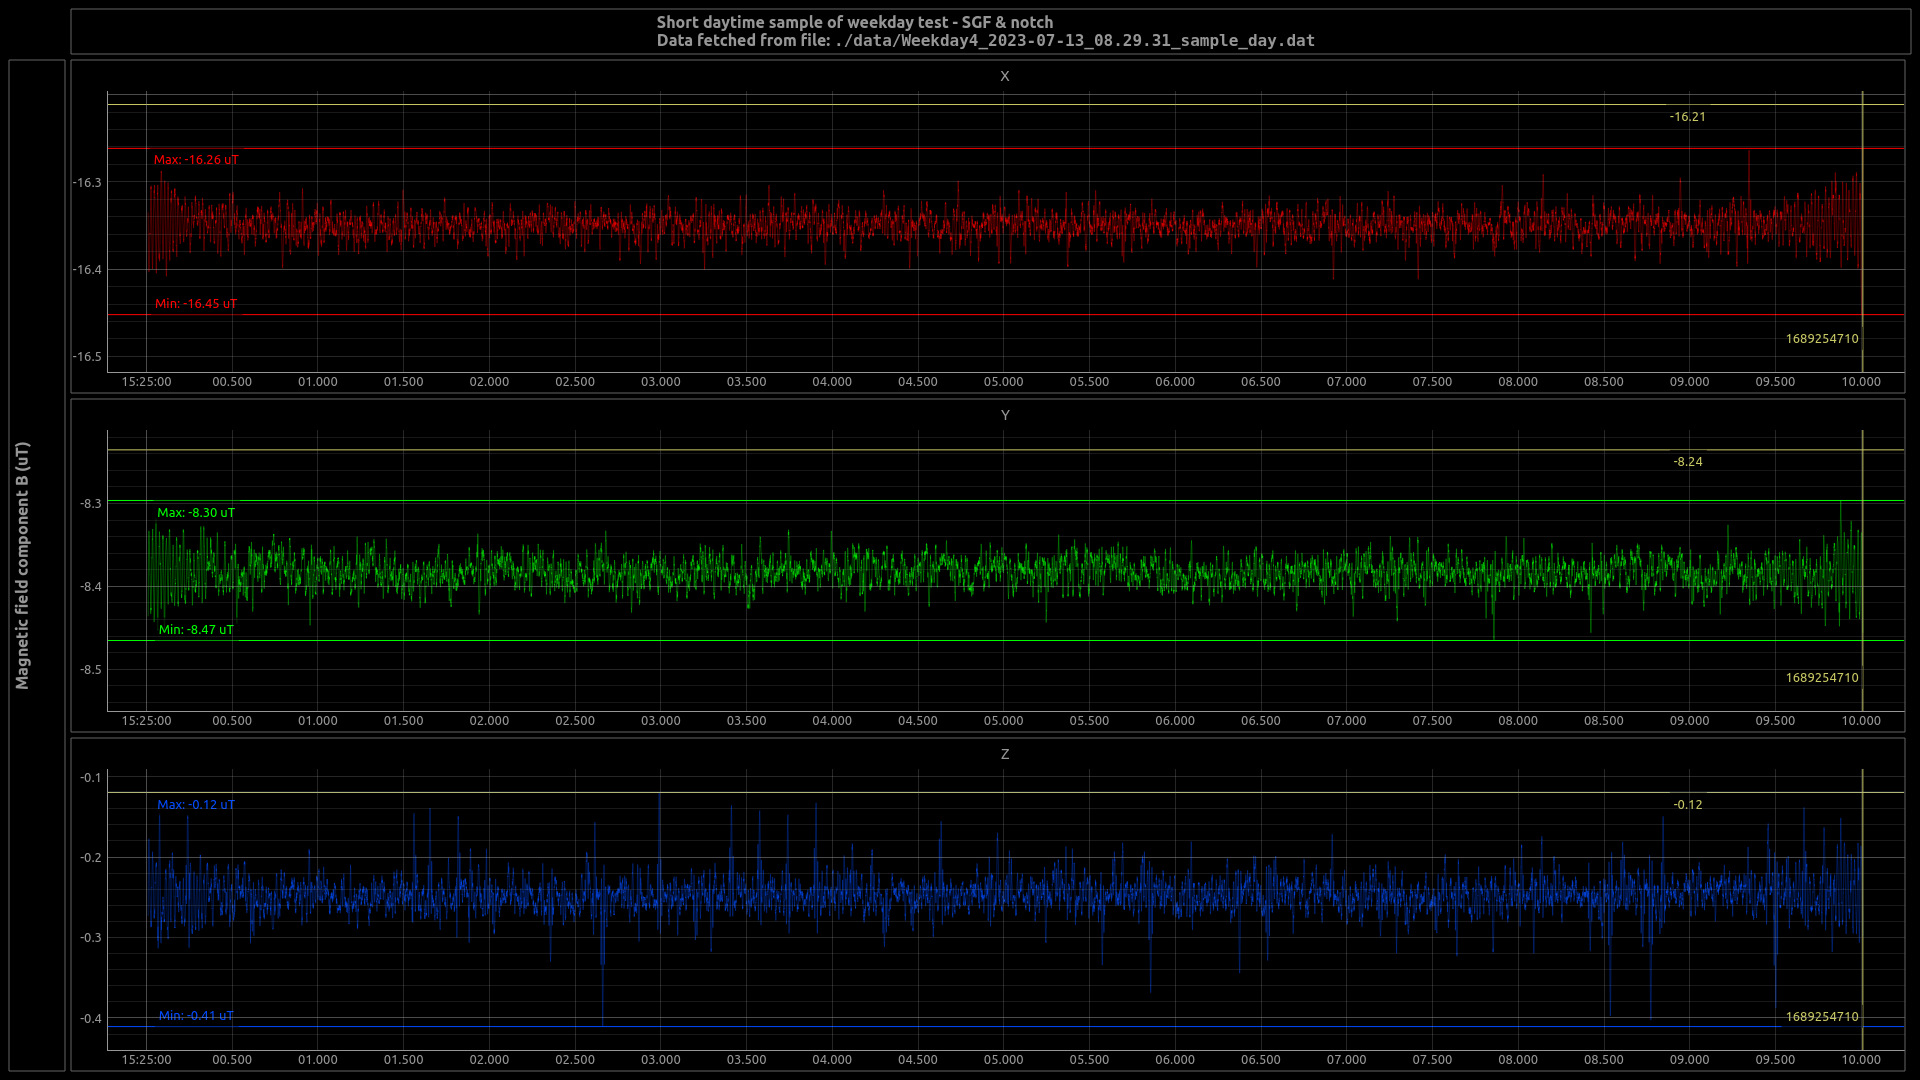 Short daytime sample of weekday test - SGF & notch
Data fetched from file: ./data/Weekday4_2023-07-13_08.29.31_sample_day.dat
Magnetic field component B (uT)
X
-16.21
Max: -16.26 uT
-16.3
-16.4
Min: -16.45 uT
1689254710
-16.5
15:25:00 00.500 01.000 01.500 02.000 02.500 03.000 03.500 04.000 04.500 05.000 05.500 06.000 06.500 07.000 07.500 08.000 08.500 09.000 09.500 10.000
Y
-8.24
-8.3
Max: -8.30 uT
-8.4
Min: -8.47 uT
-8.5
1689254710
15:25:00 00.500 01.000 01.500 02.000 02.500 03.000 03.500 04.000 04.500 05.000 05.500 06.000 06.500 07.000 07.500 08.000 08.500 09.000 09.500 10.000
Z
-0.1
Max: -0.12 uT
-0.12
-0.2
-0.3
-0.4
Min: -0.41 uT
1689254710
15:25:00 00.500 01.000 01.500 02.000 02.500 03.000 03.500 04.000 04.500 05.000 05.500 06.000 06.500 07.000 07.500 08.000 08.500 09.000 09.500 10.000